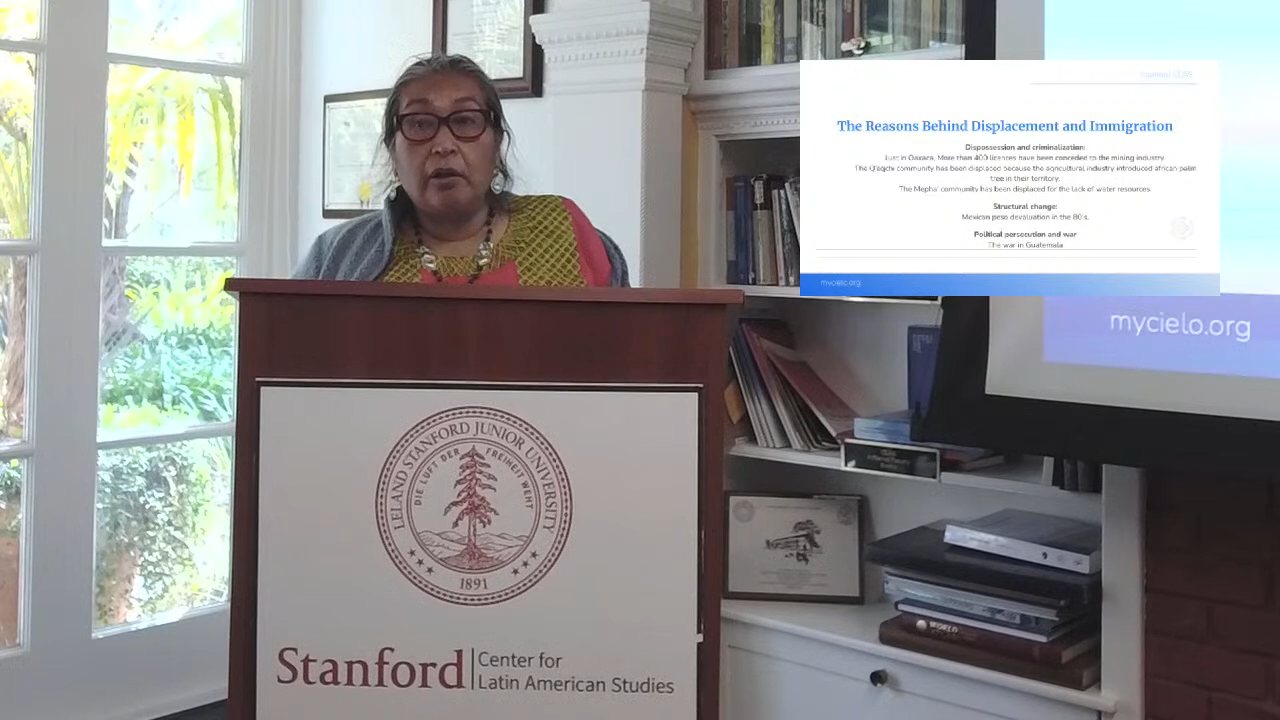 The Reasons Behind Displacement and Immigration
Dispossession and criminalization:
Just in Oaxaca, More than 400 licences have been conceded to the mining industry.
The Q'eqchi community has been displaced because the agricultural industry introduced african palm
tree in their territory.
The Mepha' community has been displaced for the lack of water resources
Structural change:
Mexican peso devaluation in the 80's.
Political persecution and war
The war in Guatemala
mycielo.org
mycielo.org
LELAND STANFORD JUNIOR UNIVERSITY
DIE LUFT DER FREIHEIT WEHT
1891
Stanford
Center for
Latin American Studies
WORLD